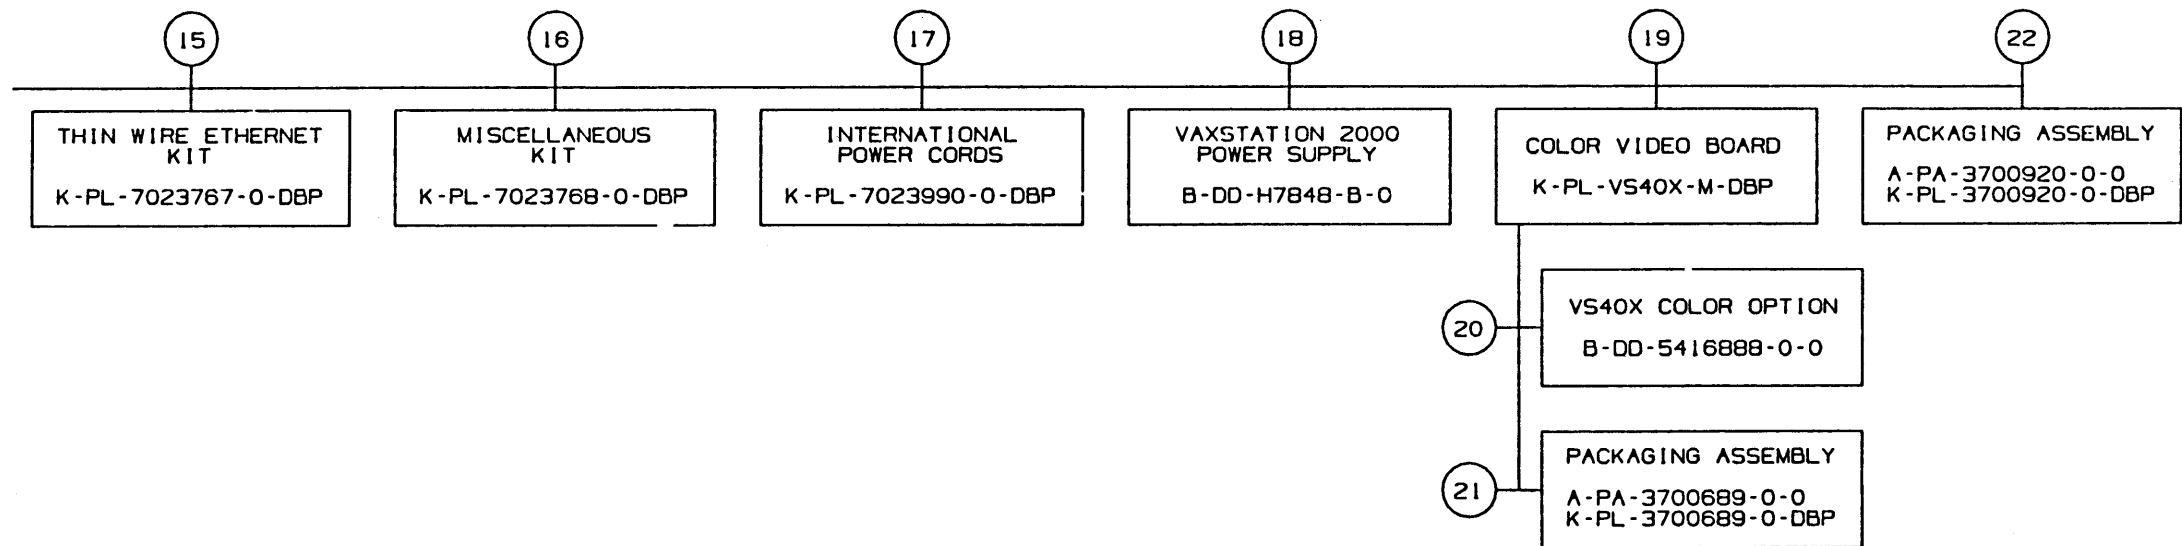 15
16
17
18
19
22
THIN WIRE ETHERNET
KIT
K-PL-7023767-0-DBP
MISCELLANEOUS
KIT
K-PL-7023768-0-DBP
INTERNATIONAL
POWER CORDS
K-PL-7023990-0-DBP
VAXSTATION 2000
POWER SUPPLY
B-DD-H7848-B-0
COLOR VIDEO BOARD
K-PL-VS40X-M-DBP
PACKAGING ASSEMBLY
A-PA-3700920-0-0
K-PL-3700920-0-DBP
20
VS40X COLOR OPTION
B-DD-5416888-0-0
21
PACKAGING ASSEMBLY
A-PA-3700689-0-0
K-PL-3700689-0-DBP